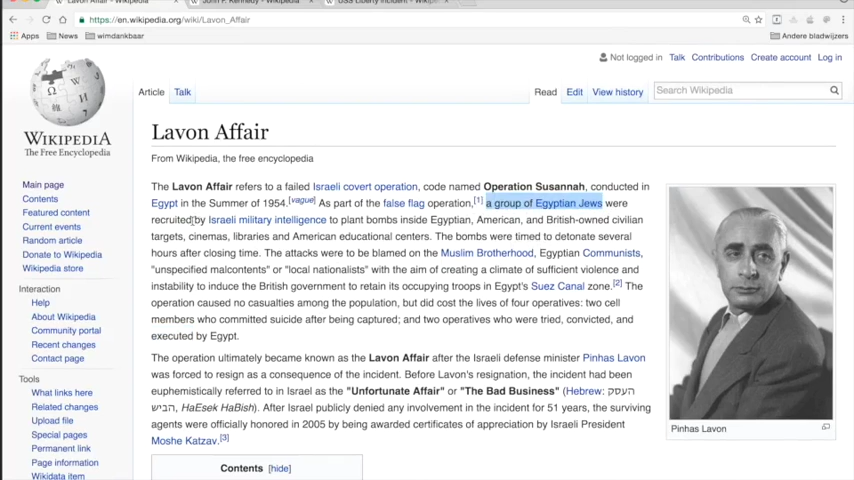 Lavon Affair - Wikipedia
John F. Kennedy - Wikipedia
USS Liberty incident - Wikipe
https://en.wikipedia.org/wiki/Lavon_Affair
Apps
News
wimdankbaar
Andere bladwijzers
Not logged in Talk Contributions Create account Log in
Article Talk
Read Edit View history
Search Wikipedia
WIKIPEDIA
The Free Encyclopedia
Main page
Contents
Featured content
Current events
Random article
Donate to Wikipedia
Wikipedia store
Interaction
Help
About Wikipedia
Community portal
Recent changes
Contact page
Tools
What links here
Related changes
Upload file
Special pages
Permanent link
Page information
Wikidata item
Lavon Affair
From Wikipedia, the free encyclopedia
The Lavon Affair refers to a failed Israeli covert operation, code named Operation Susannah, conducted in
Egypt in the Summer of 1954.[vague] As part of the false flag operation,[1] a group of Egyptian Jews were
recruited by Israeli military intelligence to plant bombs inside Egyptian, American, and British-owned civilian
targets, cinemas, libraries and American educational centers. The bombs were timed to detonate several
hours after closing time. The attacks were to be blamed on the Muslim Brotherhood, Egyptian Communists,
"unspecified malcontents" or "local nationalists" with the aim of creating a climate of sufficient violence and
instability to induce the British government to retain its occupying troops in Egypt's Suez Canal zone.[2] The
operation caused no casualties among the population, but did cost the lives of four operatives: two cell
members who committed suicide after being captured; and two operatives who were tried, convicted, and
executed by Egypt.
The operation ultimately became known as the Lavon Affair after the Israeli defense minister Pinhas Lavon
was forced to resign as a consequence of the incident. Before Lavon's resignation, the incident had been
euphemistically referred to in Israel as the "Unfortunate Affair" or "The Bad Business" (Hebrew: העסק
הביש, HaEsek HaBish). After Israel publicly denied any involvement in the incident for 51 years, the surviving
agents were officially honored in 2005 by being awarded certificates of appreciation by Israeli President
Moshe Katzav.[3]
Contents [hide]
Pinhas Lavon